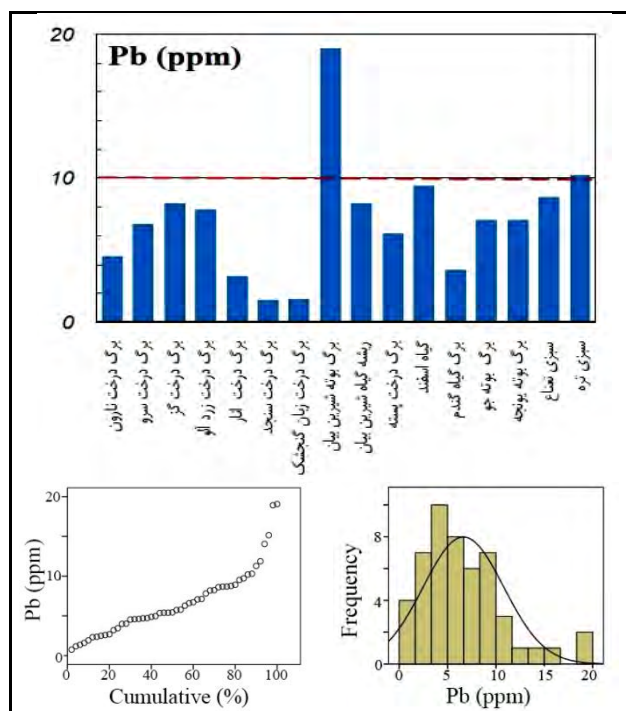 20
Pb (ppm)
10
0
برگ درخت نارون
برگ درخت سرو
برگ درخت گز
برگ درخت زرد آلو
برگ درخت انار
برگ درخت سنجد
برگ درخت زبان گنجشک
برگ بوته شیرین بیان
ریشه گیاه شیرین بیان
برگ درخت پسته
گیاه اسفند
برگ گیاه گندم
برگ بوته جو
برگ بوته یونجه
سبزی نعناع
سبزی تره
20
10
0
Pb (ppm)
0 20 40 60 80 100
Cumulative (%)
8
4
0
Frequency
0 5 10 15 20
Pb (ppm)